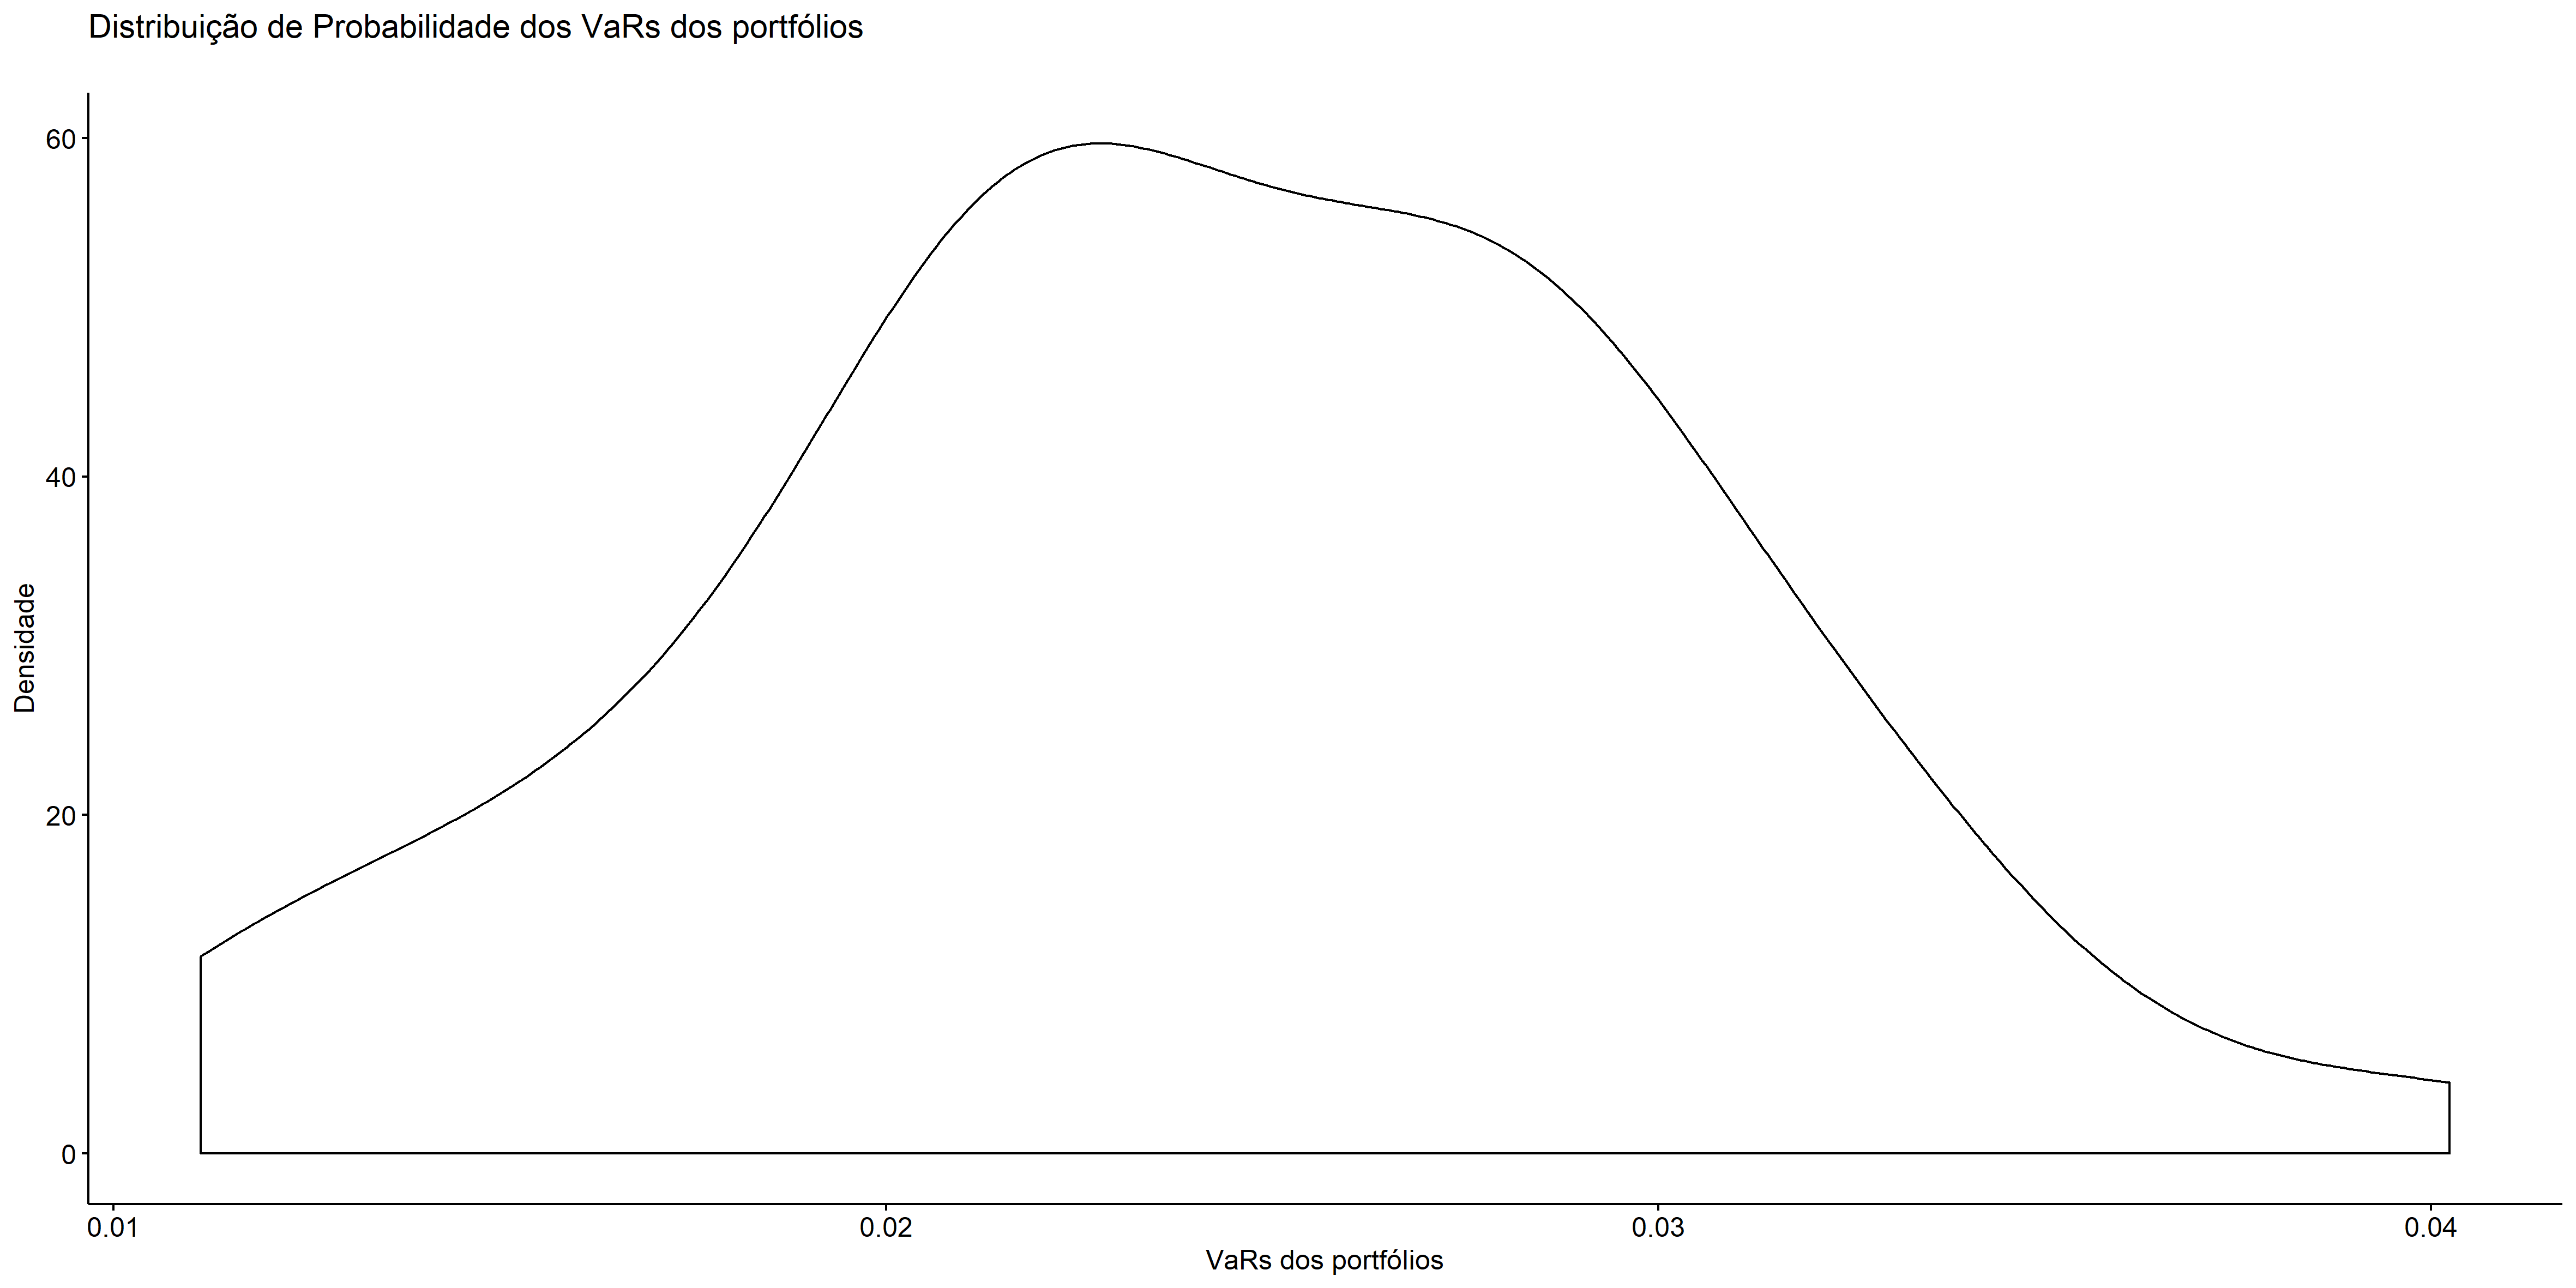 Distribuição de Probabilidade dos VaRs dos portfólios
60
40
20
0
Densidade
0.01
0.02
0.03
0.04
VaRs dos portfólios